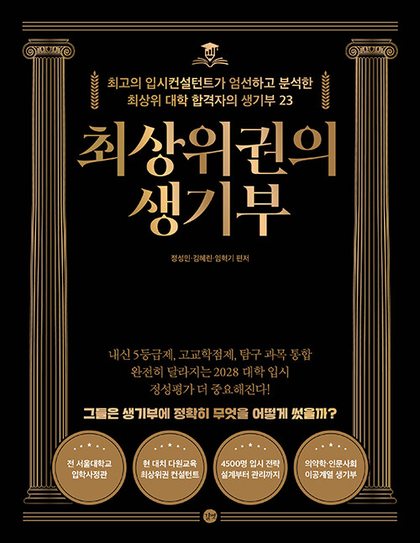 최고의 입시컨설턴트가 엄선하고 분석한
최상위 대학 합격자의 생기부 23
최상위권의
생기부
정성민·김혜린·임혁기 편저
내신 5등급제, 고교학점제, 탐구 과목 통합
완전히 달라지는 2028 대학 입시
정성평가 더 중요해진다!
그들은 생기부에 정확히 무엇을 어떻게 썼을까?
전 서울대학교
입학사정관
현 대치 다원교육
최상위권 컨설턴트
4500명 입시 전략
설계부터 관리까지
의약학·인문사회
이공계열 생기부
길벗